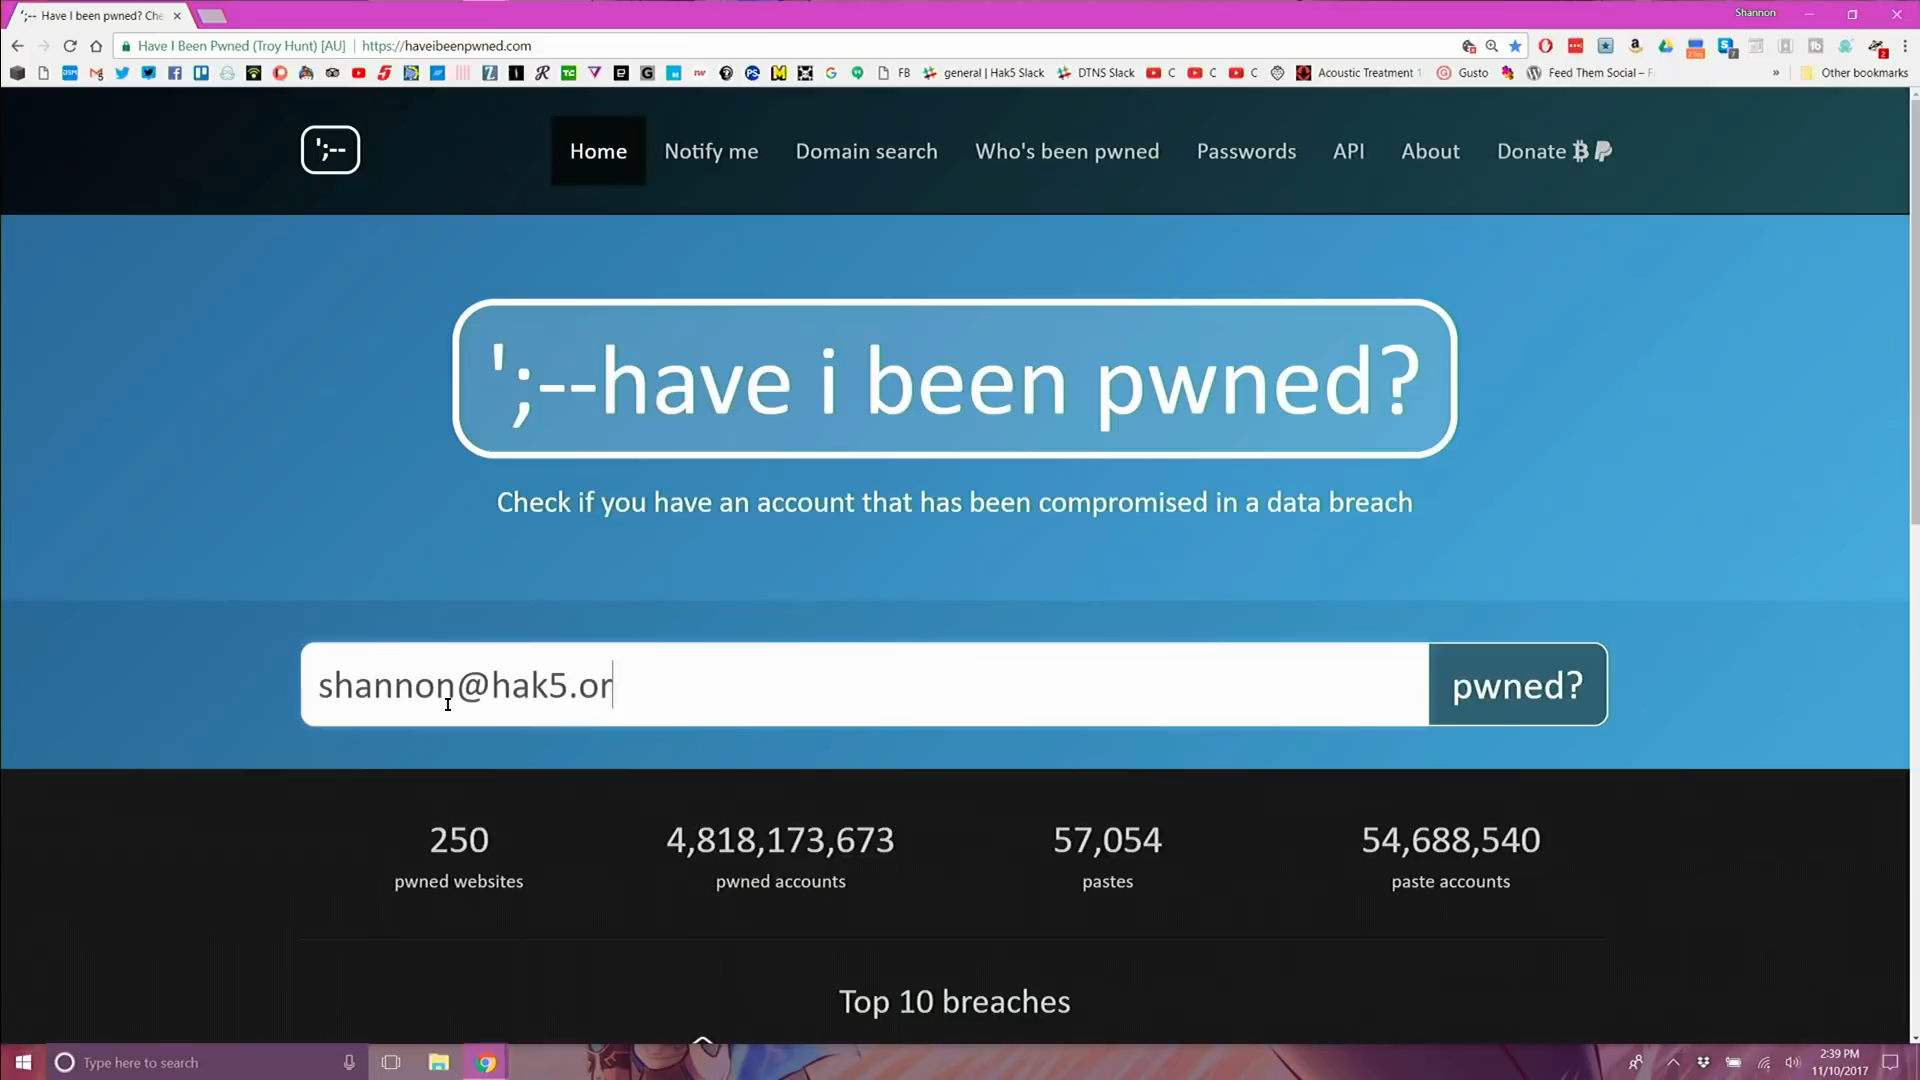 ';-- Have I been pwned? Che
Shannon
Have I Been Pwned (Troy Hunt) [AU]
https://haveibeenpwned.com
FB
general | Hak5 Slack
DTNS Slack
C
C
C
Acoustic Treatment
Gusto
Feed Them Social – F
» Other bookmarks
';--
Home
Notify me
Domain search
Who's been pwned
Passwords
API
About
Donate
';--have i been pwned?
Check if you have an account that has been compromised in a data breach
shannon@hak5.or
pwned?
250
4,818,173,673
57,054
54,688,540
pwned websites
pwned accounts
pastes
paste accounts
Top 10 breaches
Type here to search
2:39 PM
11/10/2017